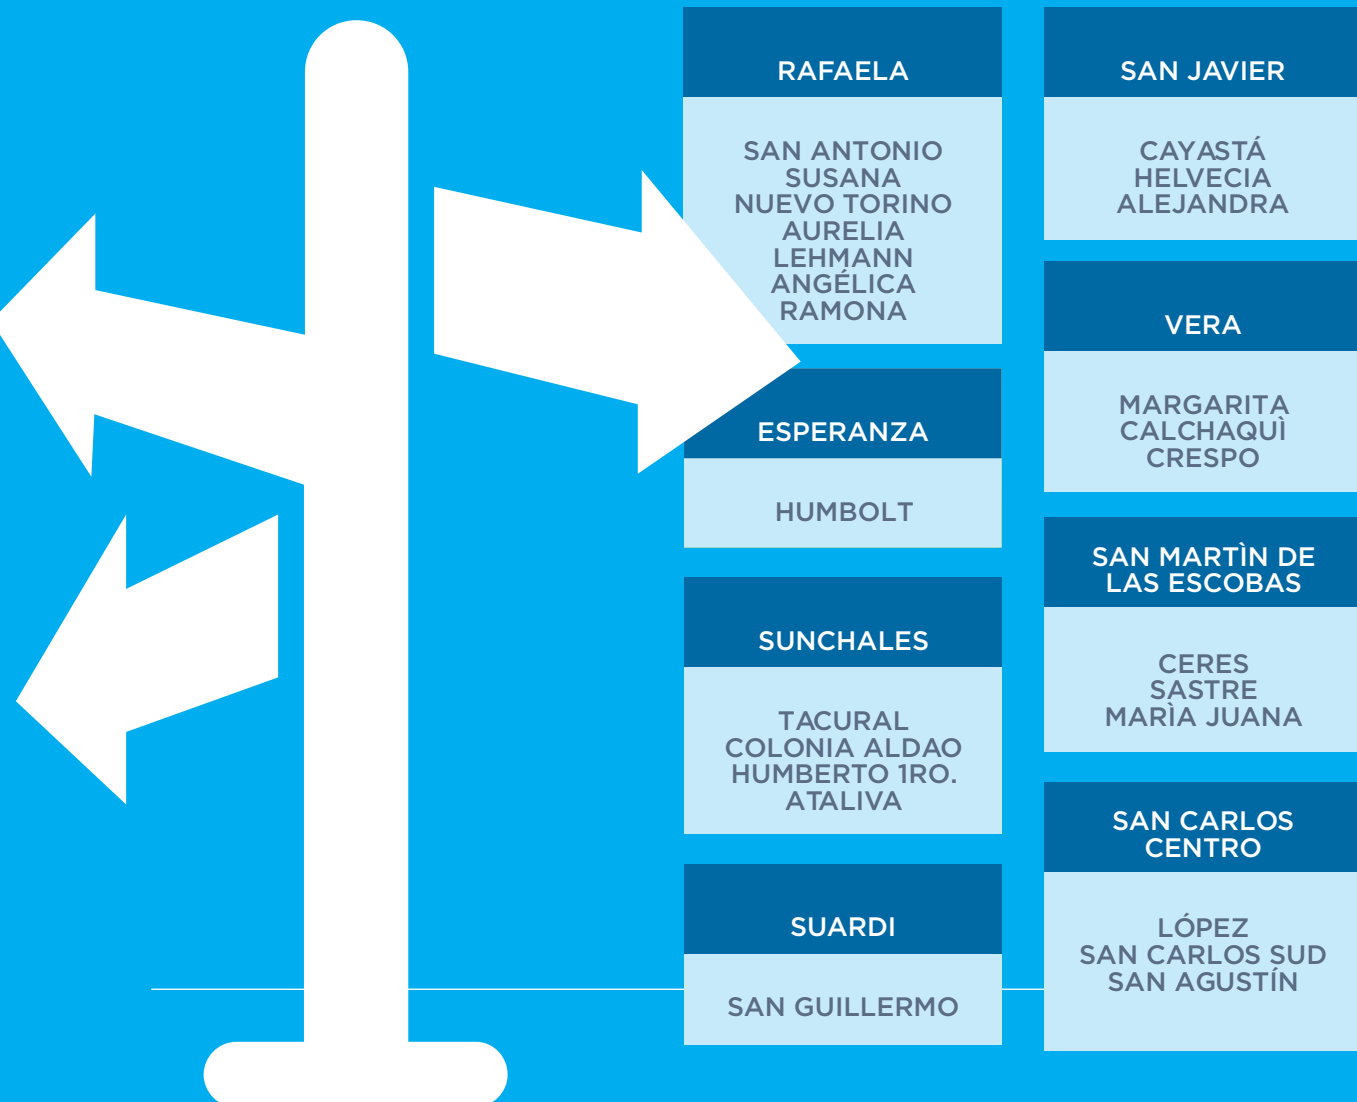 RAFAELA
SAN ANTONIO
SUSANA
NUEVO TORINO
AURELIA
LEHMANN
ANGÉLICA
RAMONA
ESPERANZA
HUMBOLT
SUNCHALES
TACURAL
COLONIA ALDAO
HUMBERTO 1RO.
ATALIVA
SUARDI
SAN GUILLERMO
SAN JAVIER
CAYASTÁ
HELVECIA
ALEJANDRA
VERA
MARGARITA
CALCHAQUÌ
CRESPO
SAN MARTÌN DE
LAS ESCOBAS
CERES
SASTRE
MARÌA JUANA
SAN CARLOS
CENTRO
LÓPEZ
SAN CARLOS SUD
SAN AGUSTÍN